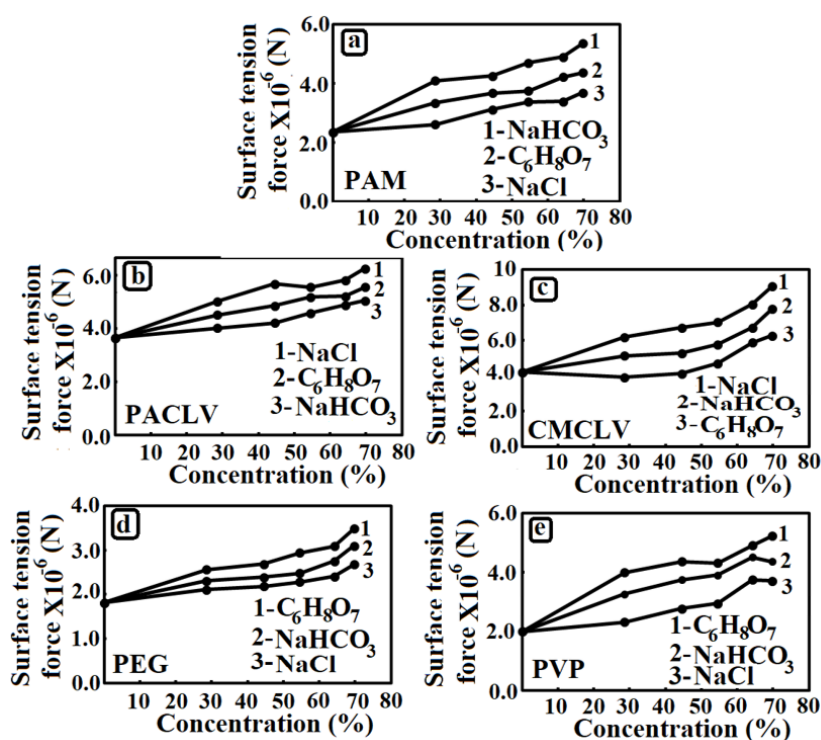 a
Surface tension
force X10⁻⁶ (N)
6.0
4.0
2.0
0.0
1
2
3
1-NaHCO₃
2-C₆H₈O₇
3-NaCl
PAM
10 20 30 40 50 60 70 80
Concentration (%)
b
Surface tension
force X10⁻⁶ (N)
6.0
4.0
2.0
0.0
1
2
3
1-NaCl
2-C₆H₈O₇
3-NaHCO₃
PACLV
10 20 30 40 50 60 70 80
Concentration (%)
c
Surface tension
force X10⁻⁶ (N)
10
8.0
6.0
4.0
2.0
0.0
1
2
3
1-NaCl
2-NaHCO₃
3-C₆H₈O₇
CMCLV
10 20 30 40 50 60 70 80
Concentration (%)
d
Surface tension
force X10⁻⁶ (N)
4.0
3.0
2.0
1.0
0.0
1
2
3
1-C₆H₈O₇
2-NaHCO₃
3-NaCl
PEG
10 20 30 40 50 60 70 80
Concentration (%)
e
Surface tension
force X10⁻⁶ (N)
6.0
4.0
2.0
0.0
1
2
3
1-C₆H₈O₇
2-NaHCO₃
3-NaCl
PVP
10 20 30 40 50 60 70 80
Concentration (%)